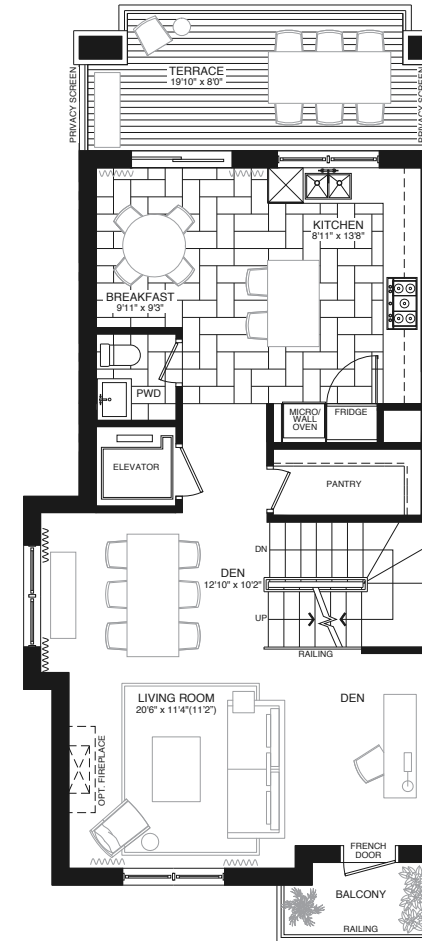 TERRACE
19'10" x 8'0"
PRIVACY SCREEN
PRIVACY SCREEN
KITCHEN
8'11" x 13'8"
BREAKFAST
9'11" x 9'3"
PWD
MICRO/
WALL
OVEN
FRIDGE
ELEVATOR
PANTRY
DN
DEN
12'10" x 10'2"
UP
RAILING
LIVING ROOM
20'6" x 11'4"(11'2")
DEN
OPT. FIREPLACE
FRENCH
DOOR
BALCONY
RAILING